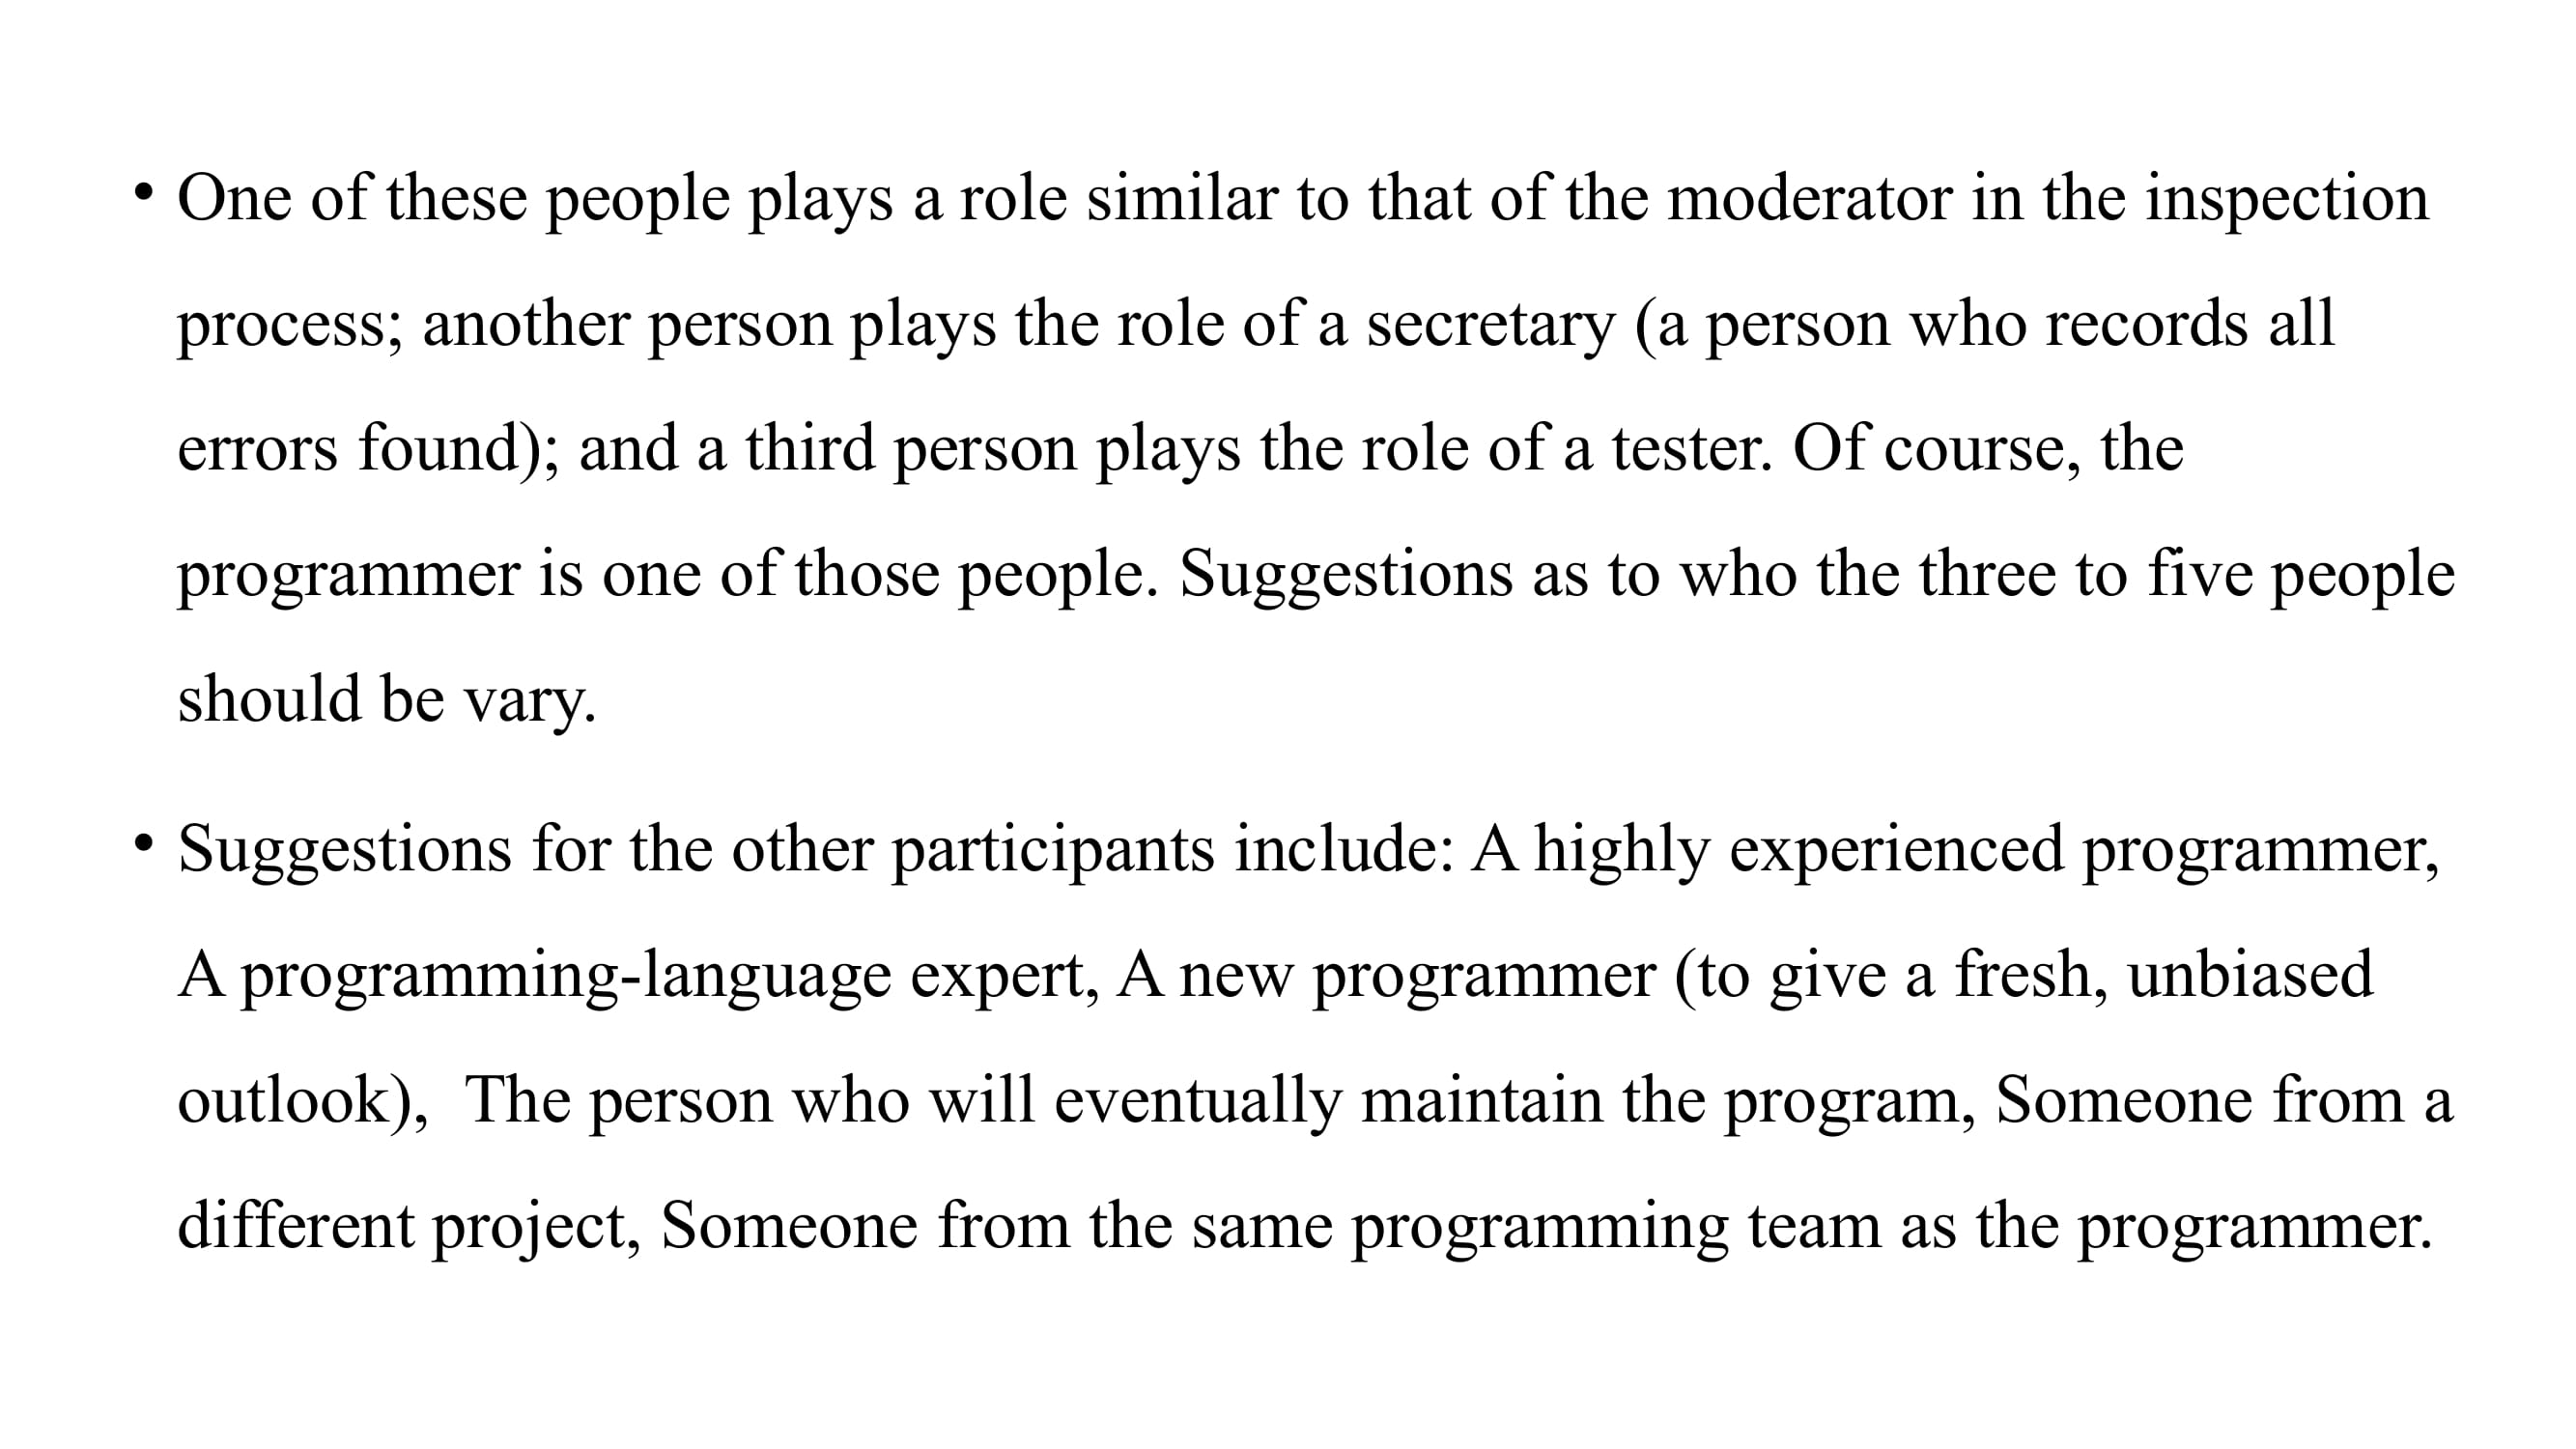 • One of these people plays a role similar to that of the moderator in the inspection
process; another person plays the role of a secretary (a person who records all
errors found); and a third person plays the role of a tester. Of course, the
programmer is one of those people. Suggestions as to who the three to five people
should be vary.
• Suggestions for the other participants include: A highly experienced programmer,
A programming-language expert, A new programmer (to give a fresh, unbiased
outlook),  The person who will eventually maintain the program, Someone from a
different project, Someone from the same programming team as the programmer.